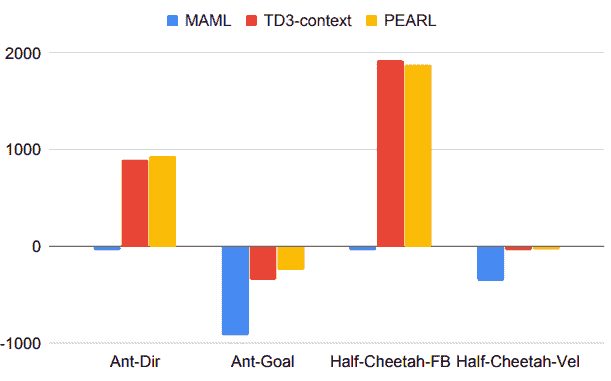 MAML TD3-context PEARL
2000
1000
0
-1000
Ant-Dir Ant-Goal Half-Cheetah-FB Half-Cheetah-Vel